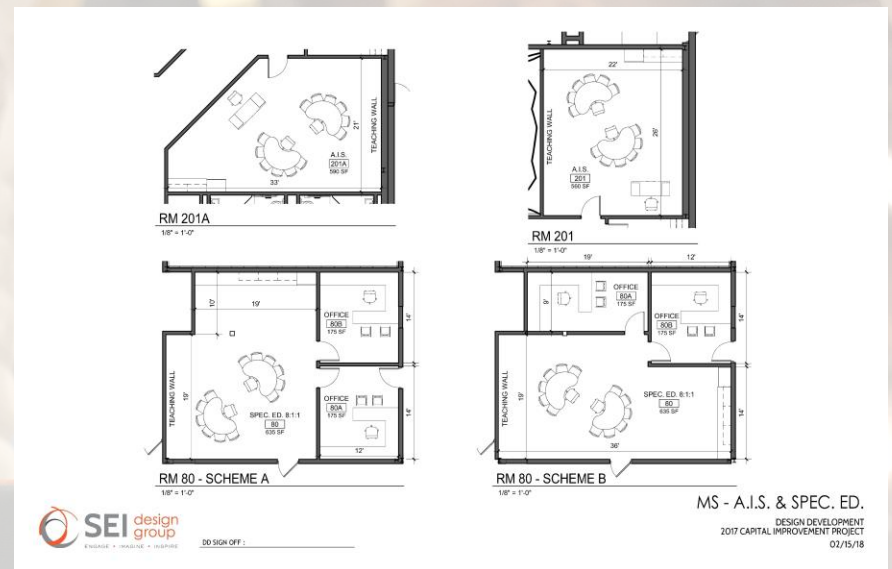 22'
TEACHING WALL
26'
A.I.S.
201
560 SF
RM 201
1/8" = 1'-0"
TEACHING WALL
21'
A.I.S.
201A
590 SF
33'
RM 201A
1/8" = 1'-0"
10'
19'
OFFICE
80B
175 SF
14'
TEACHING WALL
19'
SPEC. ED. 8:1:1
80
635 SF
OFFICE
80A
175 SF
14'
12'
RM 80 - SCHEME A
1/8" = 1'-0"
19'
12'
9'
OFFICE
80A
175 SF
OFFICE
80B
175 SF
14'
TEACHING WALL
19'
SPEC. ED. 8:1:1
80
635 SF
14'
36'
RM 80 - SCHEME B
1/8" = 1'-0"
MS - A.I.S. & SPEC. ED.
DESIGN DEVELOPMENT
2017 CAPITAL IMPROVEMENT PROJECT
02/15/18
SEI design
group
ENGAGE • IMAGINE • INSPIRE
DD SIGN OFF :